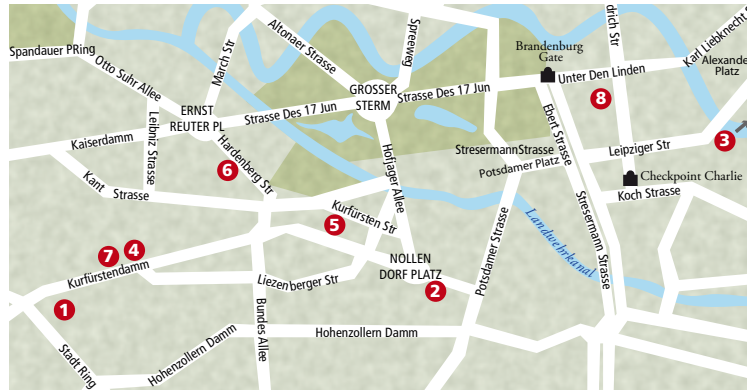 Spandauer PRing
Otto Suhr Allee
March Str
Altonaer Strasse
Spreeweg
Brandenburg
Gate
drich Str
Karl Liebknecht
Alexande
Platz
Unter Den Linden
8
ERNST
REUTER PL
Strasse Des 17 Jun
GROSSER
STERM
Strasse Des 17 Jun
Ebert Strasse
3
Kaiserdamm
Leibniz Strasse
Hardenberg Str
6
Hofjager Allee
StresermannStrasse
Potsdamer Platz
Leipziger Str
Checkpoint Charlie
Kant Strasse
Koch Strasse
Kurfürsten Str
5
Potsdamer Strasse
Landwehrkanal
Stresermann Strasse
7
4
Kurfürstendamm
Liezenberger Str
NOLLEN
DORF PLATZ
2
1
Bundes Allee
Stadt Ring
Hohenzollern Damm
Hohenzollern Damm